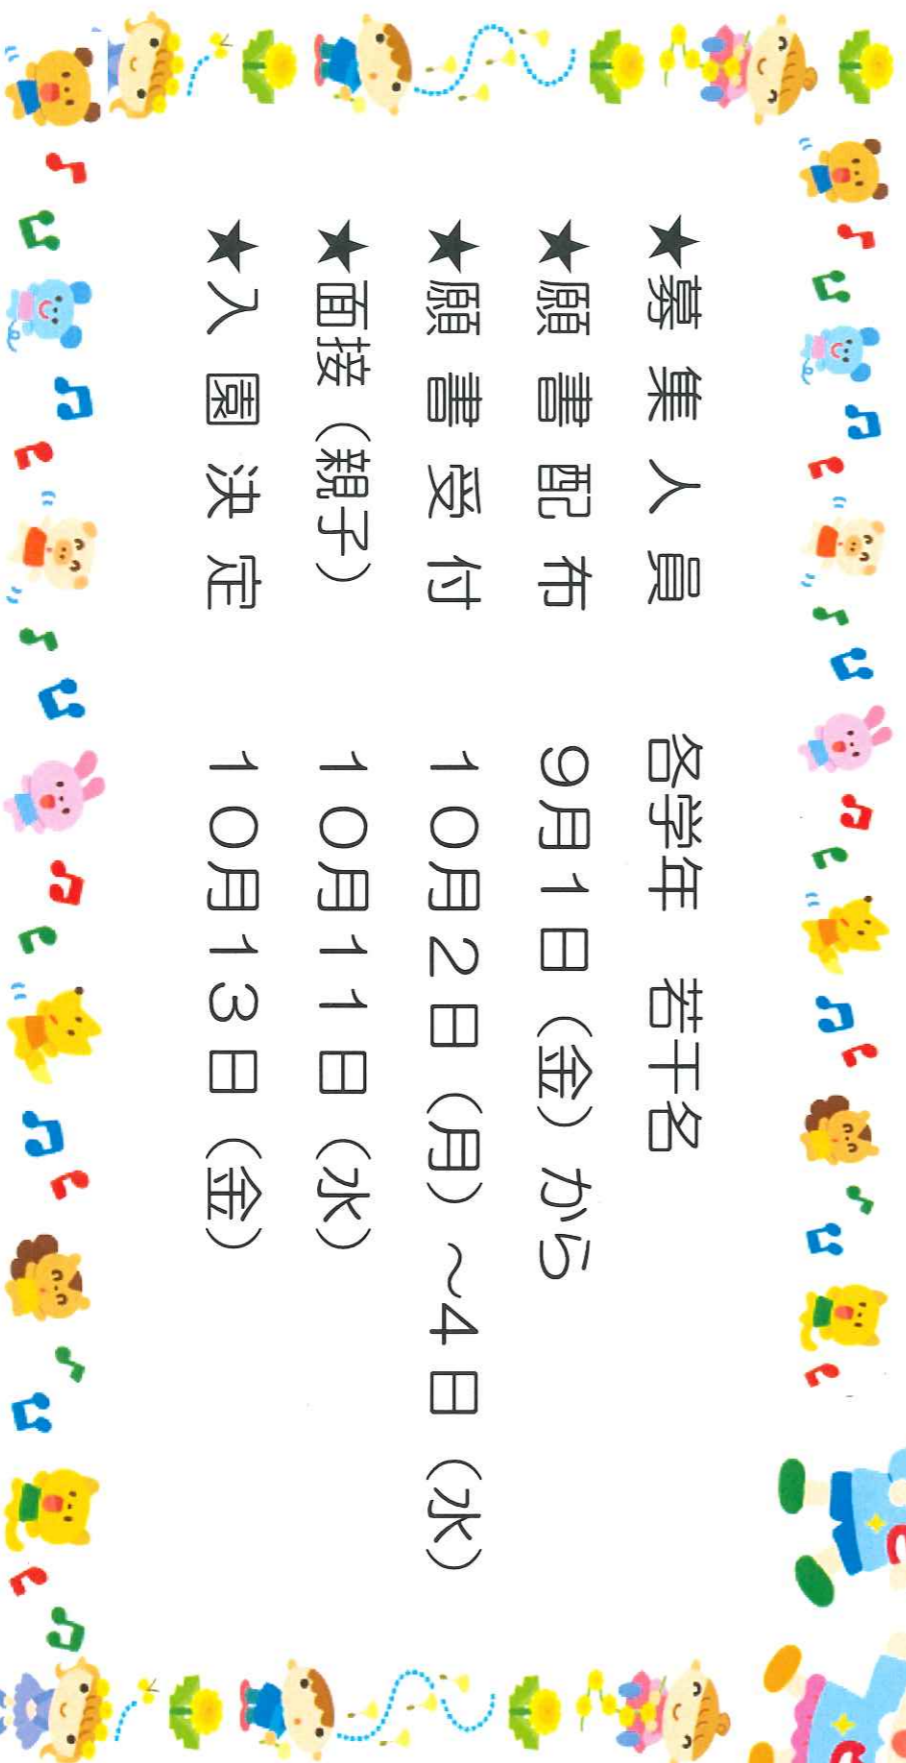 ★募集人員　各学年　若干名
★願書配布　９月１日（金）から
★願書受付　１０月２日（月）～４日（水）
★面接（親子）　１０月１１日（水）
★入園決定　１０月１３日（金）